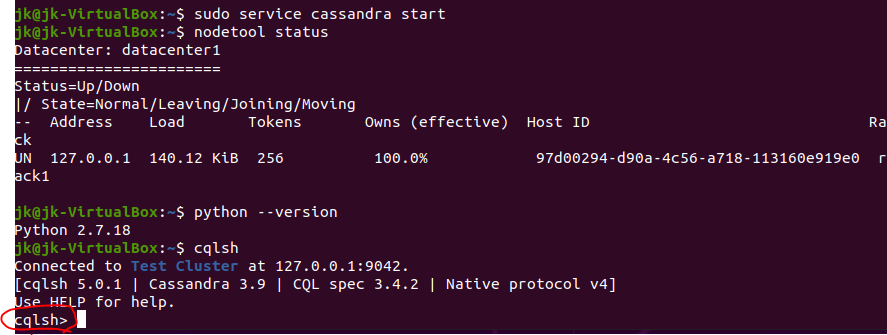 jk@jk-VirtualBox:~$ sudo service cassandra start
jk@jk-VirtualBox:~$ nodetool status
Datacenter: datacenter1
=======================
Status=Up/Down
|/ State=Normal/Leaving/Joining/Moving
--  Address    Load       Tokens       Owns (effective)  Host ID                               Ra
ck
UN  127.0.0.1  140.12 KiB  256          100.0%            97d00294-d90a-4c56-a718-113160e919e0  r
ack1

jk@jk-VirtualBox:~$ python --version
Python 2.7.18
jk@jk-VirtualBox:~$ cqlsh
Connected to Test Cluster at 127.0.0.1:9042.
[cqlsh 5.0.1 | Cassandra 3.9 | CQL spec 3.4.2 | Native protocol v4]
Use HELP for help.
cqlsh>